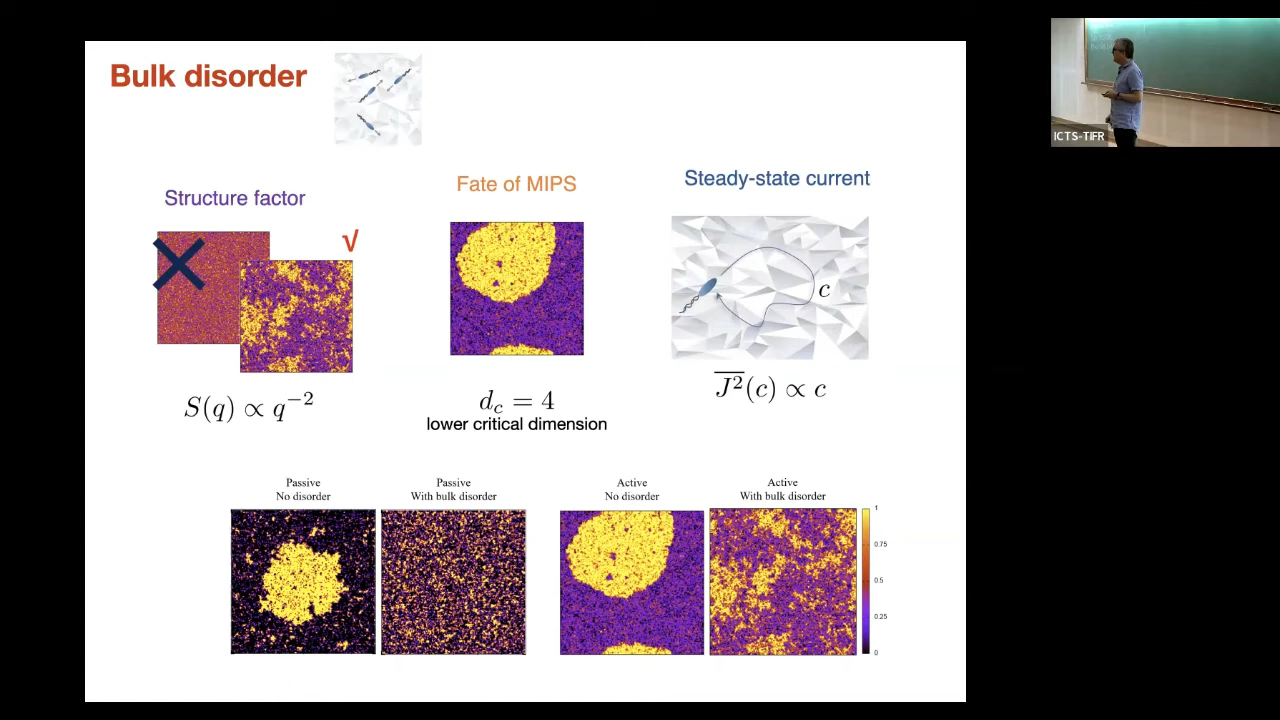 Bulk disorder
ICTS-TIFR
Structure factor
Fate of MIPS
Steady-state current
√
c
S(q) ∝ q⁻²
d_c = 4
lower critical dimension
\overline{J²}(c) ∝ c
Passive
No disorder
Passive
With bulk disorder
Active
No disorder
Active
With bulk disorder
1
0.75
0.5
0.25
0